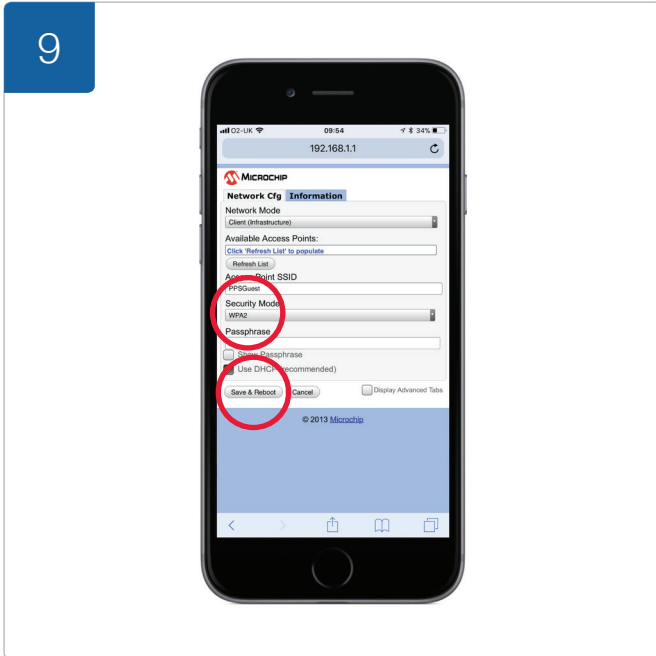 9
O2-UK 09:54 34%
192.168.1.1
MICROCHIP
Network Cfg Information
Network Mode
Client (Infrastructure)
Available Access Points:
Click 'Refresh List' to populate
Refresh List
Access Point SSID
PPSGuest
Security Mode
WPA2
Passphrase
Show Passphrase
Use DHCP (recommended)
Save & Reboot Cancel Display Advanced Tabs
© 2013 Microchip